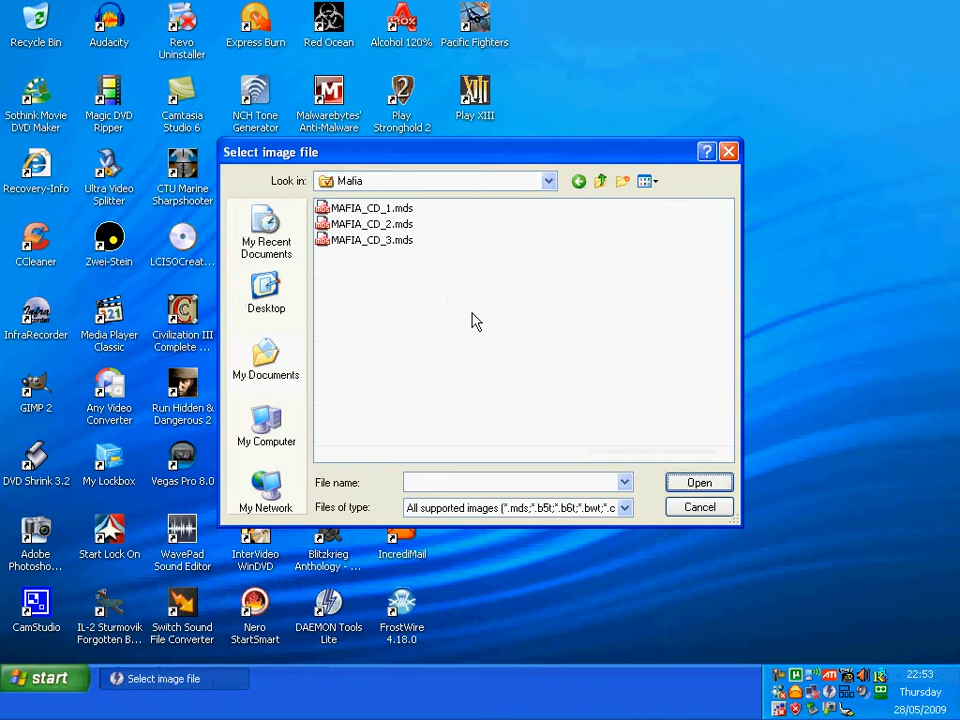 Recycle Bin
Audacity
Revo
Uninstaller
Express Burn
Red Ocean
Alcohol 120%
Pacific Fighters
Sothink Movie
DVD Maker
Magic DVD
Ripper
Camtasia
Studio 6
NCH Tone
Generator
Malwarebytes'
Anti-Malware
Play
Stronghold 2
Play XIII
Select image file
Recovery-Info
Ultra Video
Splitter
CTU Marine
Sharpshooter
Look in:
Mafia
MAFIA_CD_1.mds
MAFIA_CD_2.mds
MAFIA_CD_3.mds
My Recent
Documents
CCleaner
Zwei-Stein
LCISOCreat...
Desktop
InfraRecorder
Media Player
Classic
Civilization III
Complete ...
My Documents
GIMP 2
Any Video
Converter
Run Hidden &
Dangerous 2
My Computer
DVD Shrink 3.2
My Lockbox
Vegas Pro 8.0
My Network
File name:
Open
Files of type:
All supported images (*.mds;*.b5t;*.b6t;*.bwt;*.c
Cancel
Adobe
Photosho...
Start Lock On
WavePad
Sound Editor
InterVideo
WinDVD
Blitzkrieg
Anthology - ...
IncrediMail
CamStudio
IL-2 Sturmovik
Forgotten B...
Switch Sound
File Converter
Nero
StartSmart
DAEMON Tools
Lite
FrostWire
4.18.0
start
Select image file
22:53
Thursday
28/05/2009